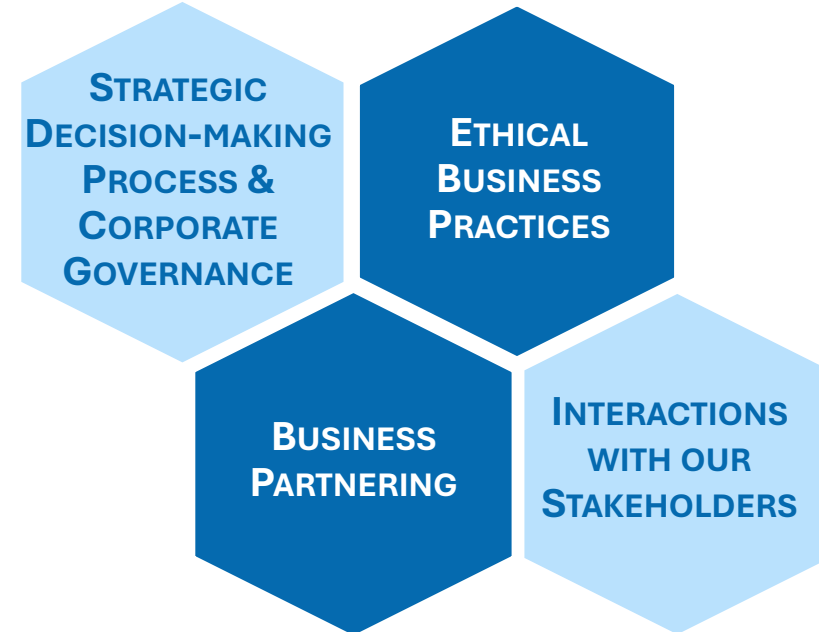 STRATEGIC
DECISION-MAKING
PROCESS &
CORPORATE
GOVERNANCE
ETHICAL
BUSINESS
PRACTICES
BUSINESS
PARTNERING
INTERACTIONS
WITH OUR
STAKEHOLDERS